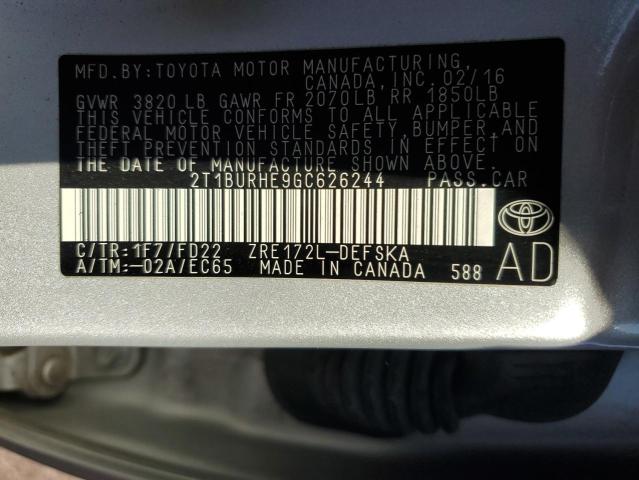 MFD.BY:TOYOTA MOTOR MANUFACTURING,
CANADA,INC.02/16
GVWR 3820 LB GAWR FR 2070LB,RR 1850LB
THIS VEHICLE CONFORMS TO ALL APPLICABLE
FEDERAL MOTOR VEHICLE SAFETY,BUMPER,AND
THEFT PREVENTION STANDARDS IN EFFECT ON
THE DATE OF MANUFACTURE SHOWN ABOVE.
2T1BURHE9GC626244 PASS.CAR
C/TR:1F7/FD22 ZRE172L-DEFSKA
A/TM:-02A/EC65 MADE IN CANADA 588
AD